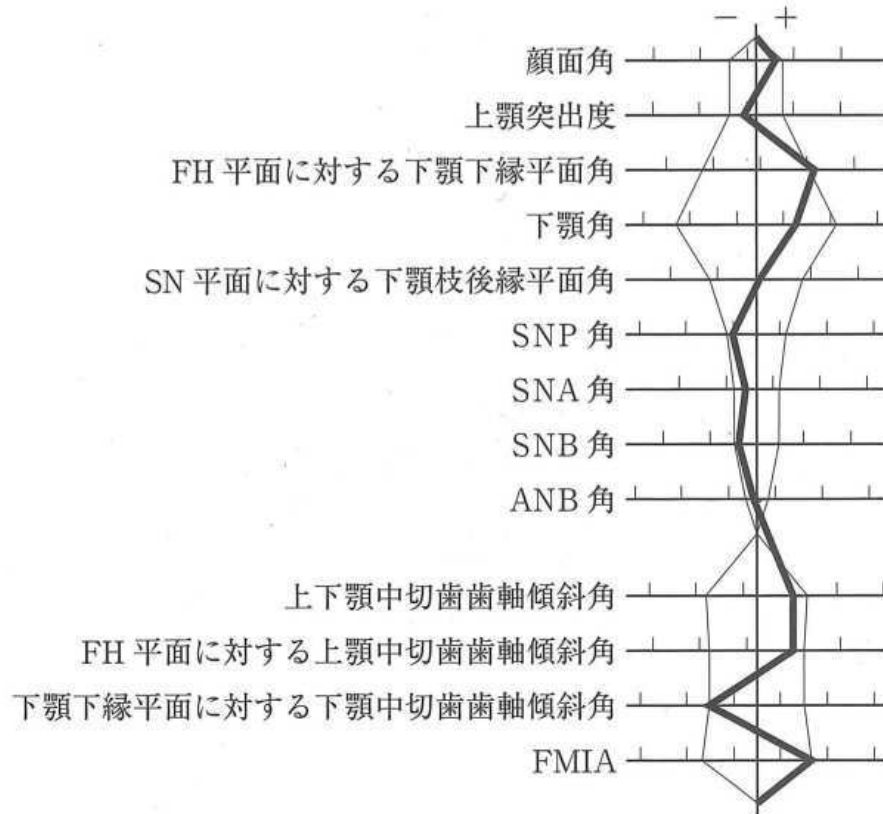 − +
顔面角
上顎突出度
FH 平面に対する下顎下縁平面角
下顎角
SN 平面に対する下顎枝後縁平面角
SNP 角
SNA 角
SNB 角
ANB 角
上下顎中切歯歯軸傾斜角
FH 平面に対する上顎中切歯歯軸傾斜角
下顎下縁平面に対する下顎中切歯歯軸傾斜角
FMIA